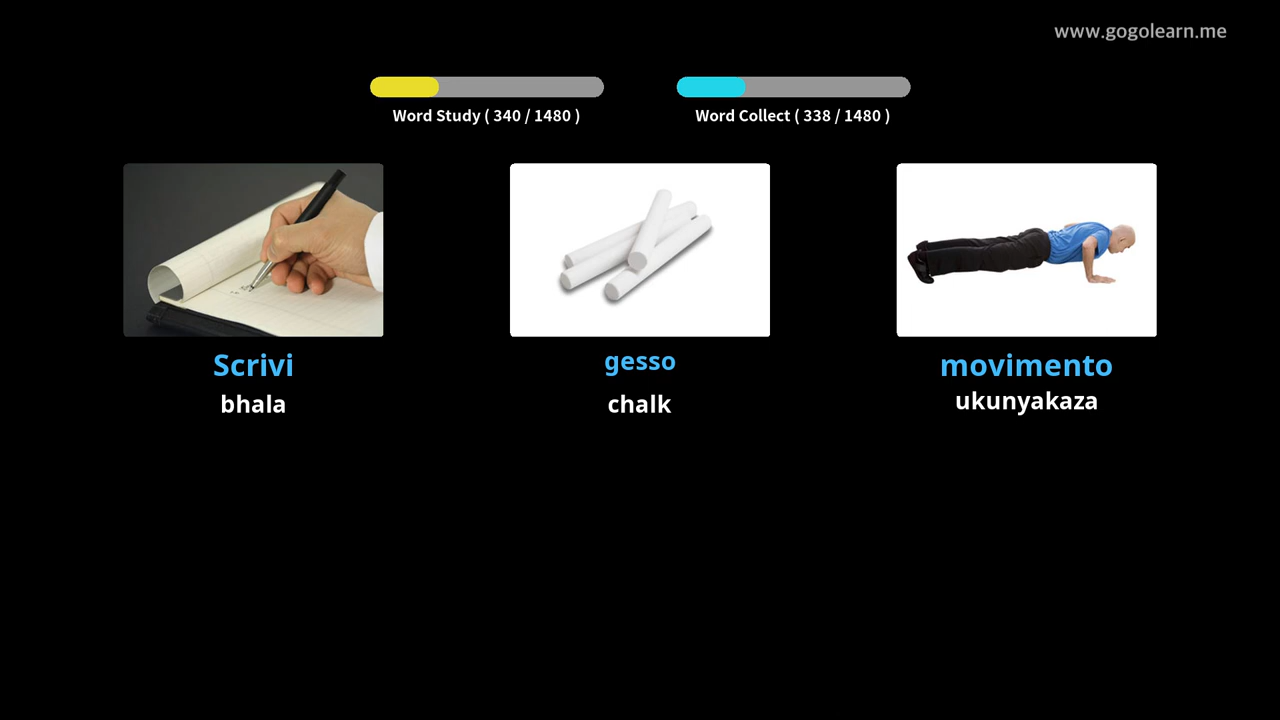 www.gogolearn.me
Word Study ( 340 / 1480 )
Word Collect ( 338 / 1480 )
Scrivi
bhala
gesso
chalk
movimento
ukunyakaza